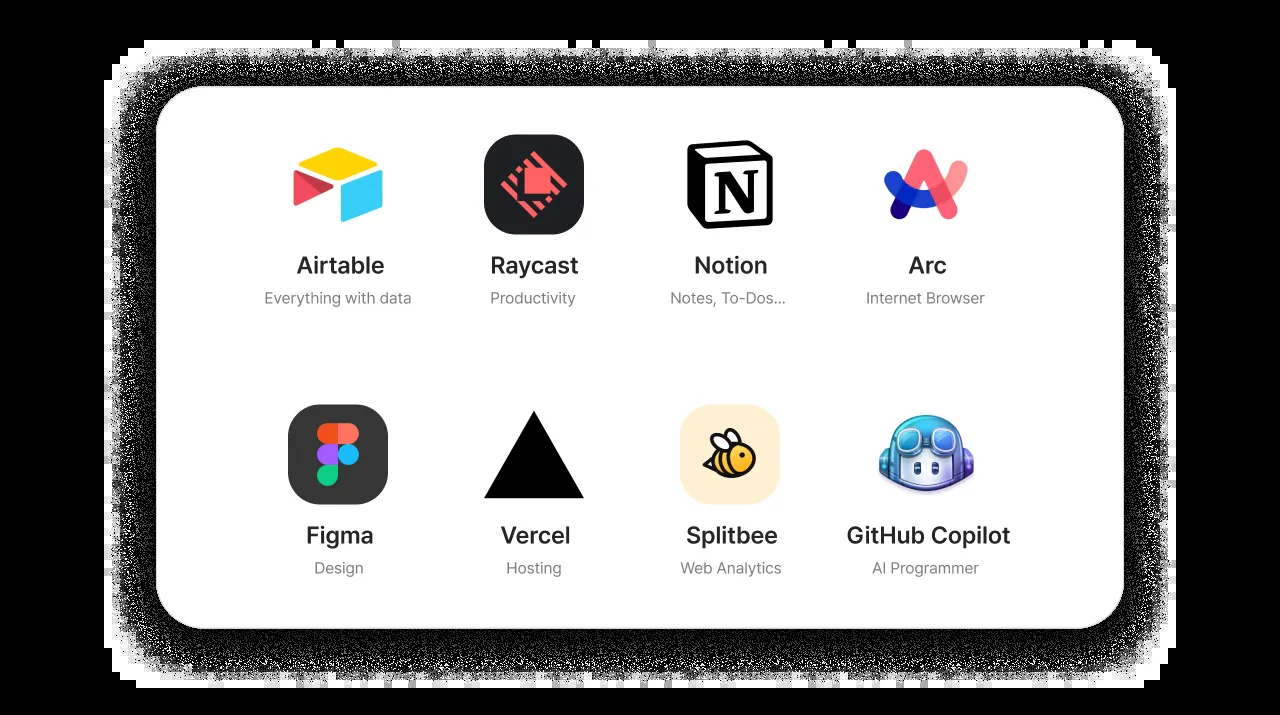 N
Airtable
Raycast
Notion
Arc
Everything with data
Productivity
Notes, To-Dos...
Internet Browser
Figma
Vercel
Splitbee
GitHub Copilot
Design
Hosting
Web Analytics
AI Programmer